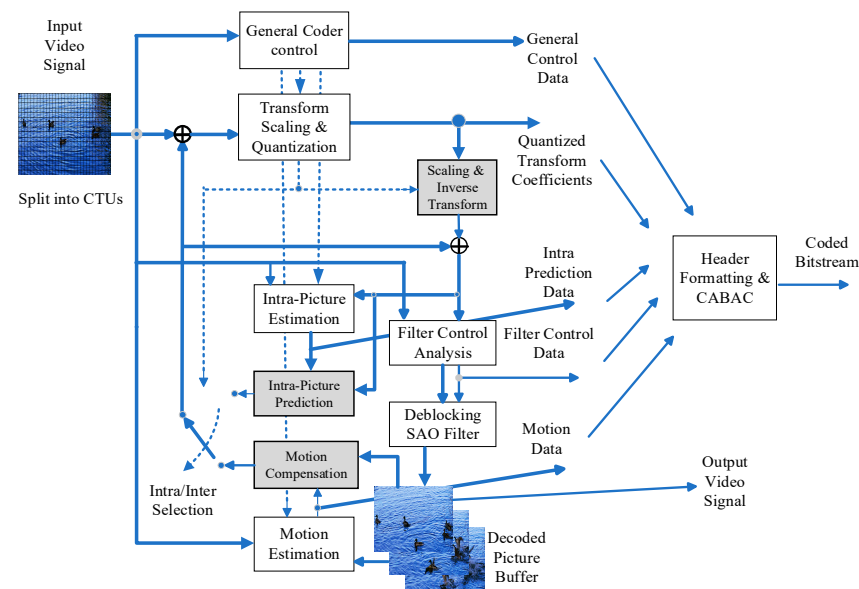 Input
Video
Signal
Split into CTUs
General Coder
control
Transform
Scaling &
Quantization
Scaling &
Inverse
Transform
Intra-Picture
Estimation
Intra-Picture
Prediction
Motion
Compensation
Motion
Estimation
Intra/Inter
Selection
Filter Control
Analysis
Deblocking
SAO Filter
Decoded
Picture
Buffer
General
Control
Data
Quantized
Transform
Coefficients
Intra
Prediction
Data
Filter Control
Data
Motion
Data
Output
Video
Signal
Header
Formatting &
CABAC
Coded
Bitstream